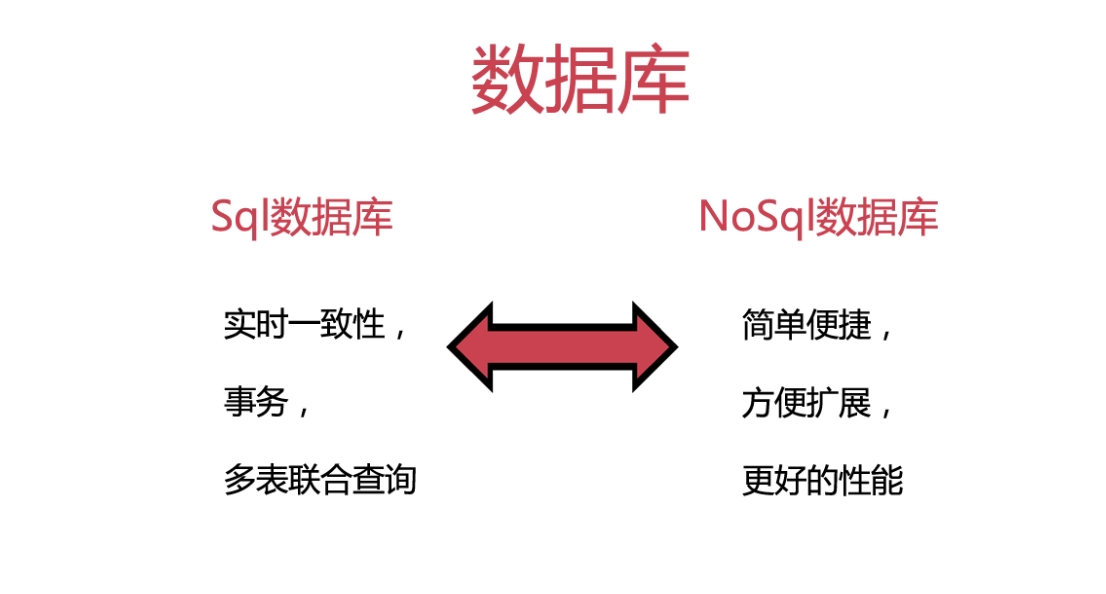 数据库
Sql数据库
NoSql数据库
实时一致性，
事务，
多表联合查询
简单便捷，
方便扩展，
更好的性能